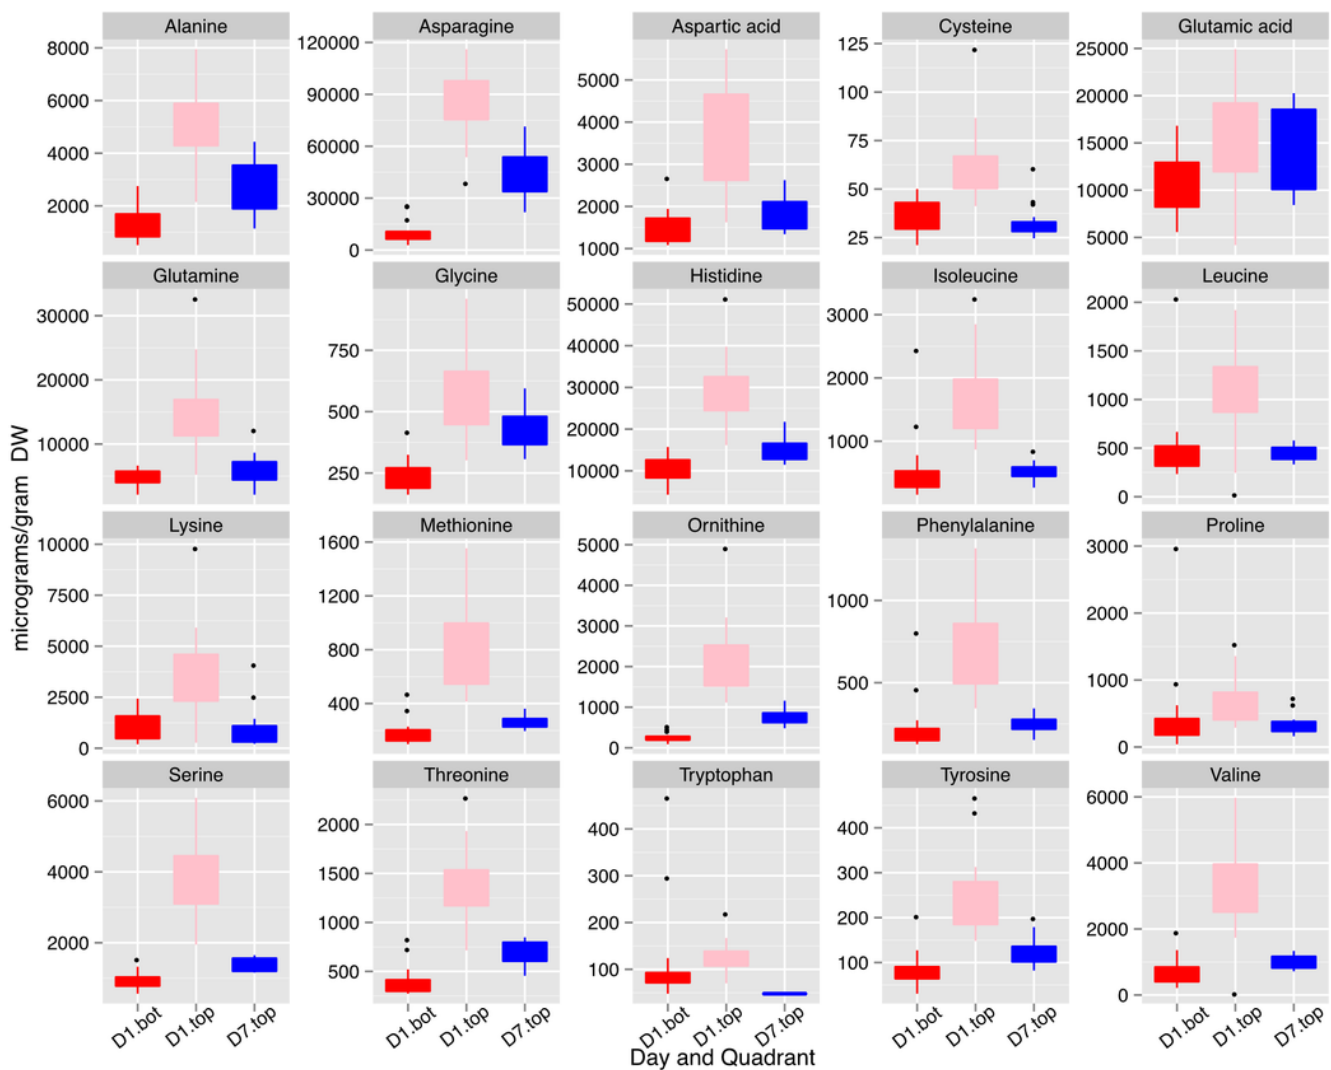 Alanine Asparagine Aspartic acid Cysteine Glutamic acid
8000 120000 5000 125 25000
6000 90000 4000 100 20000
4000 60000 3000 75 15000
2000 30000 2000 50 10000
0 1000 25 5000
Glutamine Glycine Histidine Isoleucine Leucine
30000 750 50000 3000 2000
20000 500 40000 2000 1500
10000 250 30000 1000 1000
20000 500
10000 0
micrograms/gram DW
Lysine Methionine Ornithine Phenylalanine Proline
10000 1600 5000 1000 3000
7500 1200 4000 500 2000
5000 800 3000 1000
2500 400 2000 0
0 1000
0
Serine Threonine Tryptophan Tyrosine Valine
6000 2000 400 400 6000
4000 1500 300 300 4000
2000 1000 200 200 2000
500 100 100 0
D1.bot D1.top D7.top D1.bot D1.top D7.top D1.bot D1.top D7.top D1.bot D1.top D7.top D1.bot D1.top D7.top
Day and Quadrant